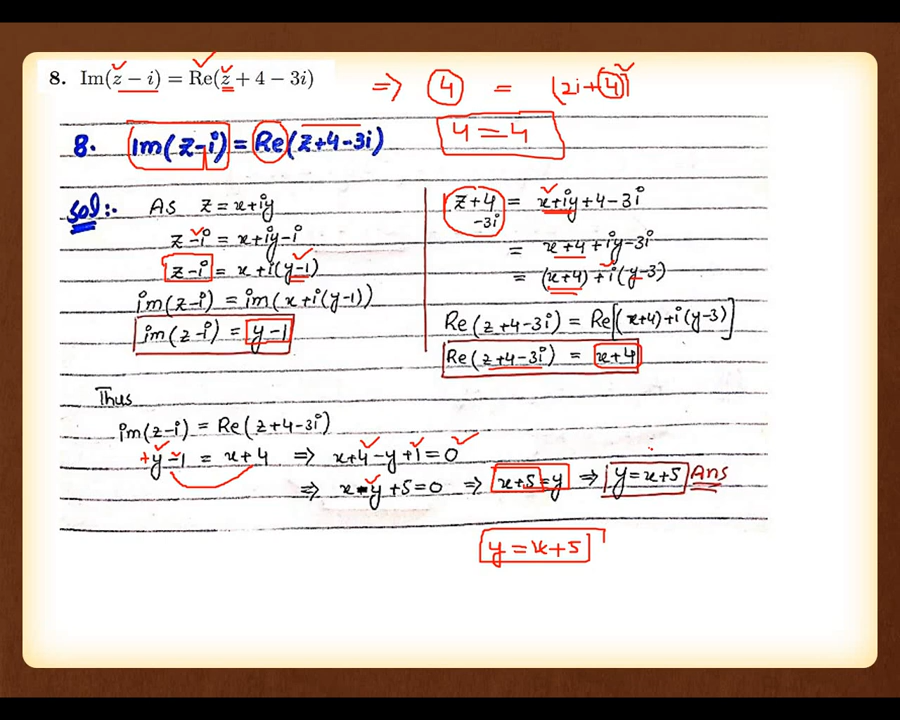 8. Im(z − i) = Re(z + 4 − 3i)
⇒ 4 = (2i+4)
4 = 4
8. Im(z-i) = Re(z+4-3i)
Sol:- As z = x+iy
z-i = x+iy-i
z-i = x+i(y-1)
im(z-i) = im(x+i(y-1))
im(z-i) = y-1
z+4-3i = x+iy+4-3i
= x+4+iy-3i
= (x+4)+i(y-3)
Re(z+4-3i) = Re[(x+4)+i(y-3)]
Re(z+4-3i) = x+4
Thus
im(z-i) = Re(z+4-3i)
+y-1 = x+4 ⇒ x+4-y+1=0
⇒ x-y+5=0 ⇒ x+5=y ⇒ y=x+5 Ans
y=x+5